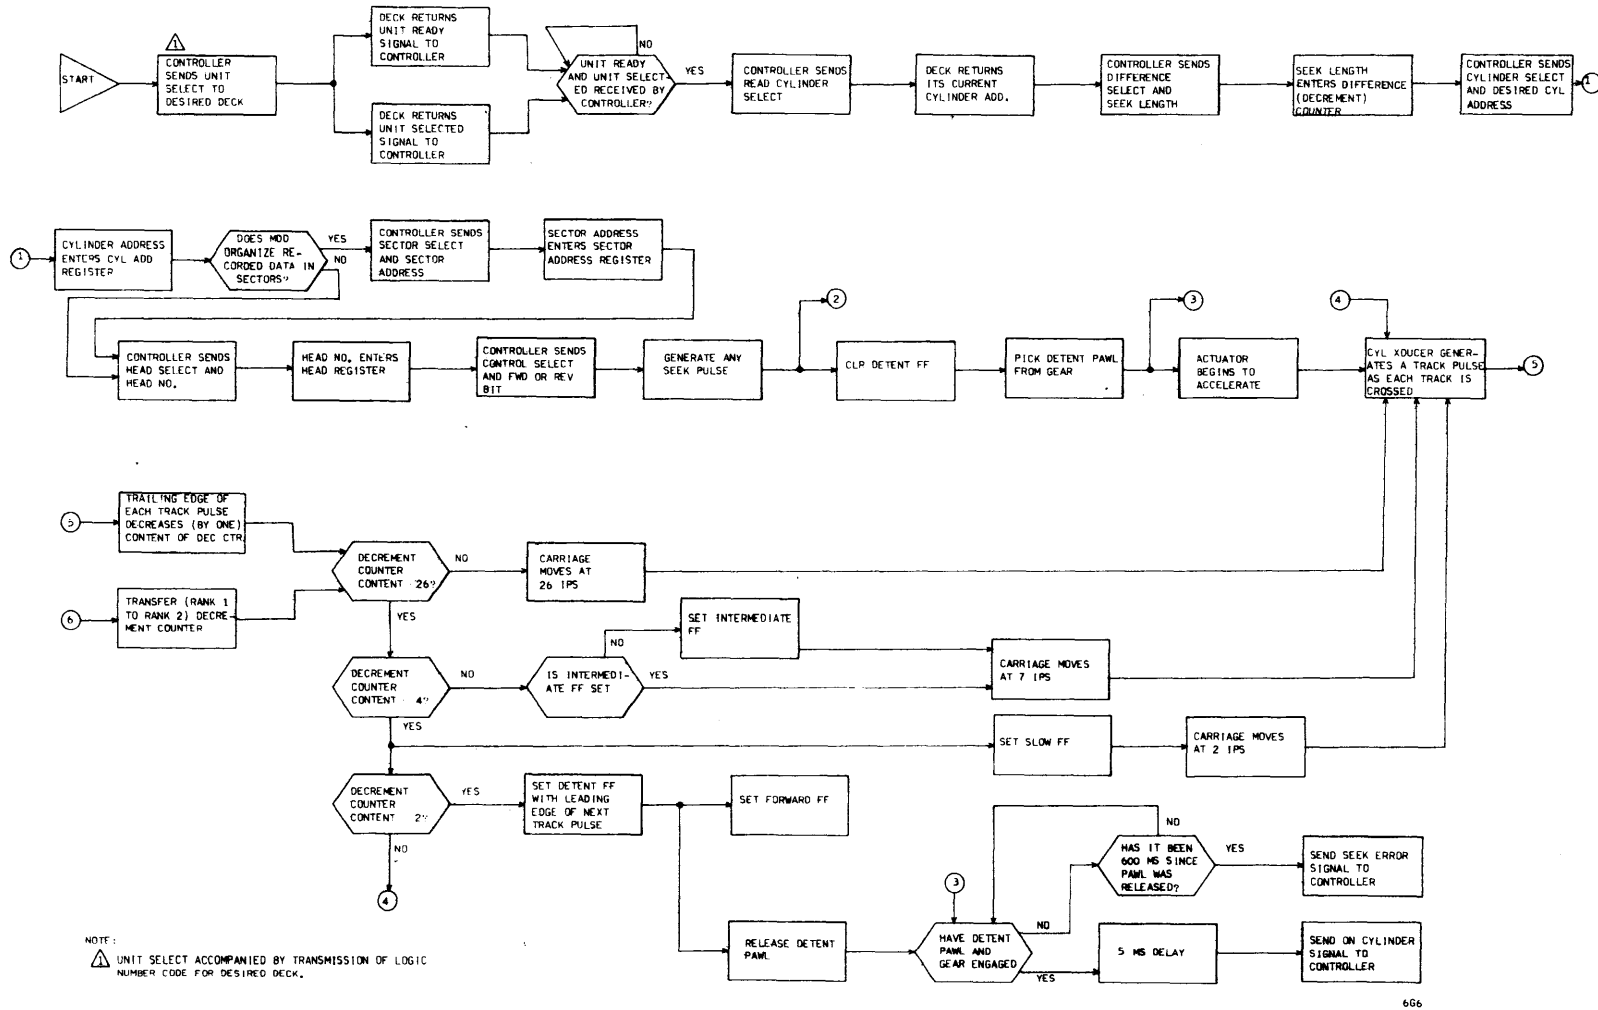 START
1
CONTROLLER
SENDS UNIT
SELECT TO
DESIRED DECK
DECK RETURNS
UNIT READY
SIGNAL TO
CONTROLLER
DECK RETURNS
UNIT SELECTED
SIGNAL TO
CONTROLLER
NO
UNIT READY
AND UNIT SELECT-
ED RECEIVED BY
CONTROLLER?
YES
CONTROLLER SENDS
READ CYLINDER
SELECT
DECK RETURNS
ITS CURRENT
CYLINDER ADD.
CONTROLLER SENDS
DIFFERENCE
SELECT AND
SEEK LENGTH
SEEK LENGTH
ENTERS DIFFERENCE
(DECREMENT)
COUNTER
CONTROLLER SENDS
CYLINDER SELECT
AND DESIRED CYL
ADDRESS
1
1
CYLINDER ADDRESS
ENTERS CYL ADD
REGISTER
DOES MDD
ORGANIZE RE-
CORDED DATA IN
SECTORS?
YES
NO
CONTROLLER SENDS
SECTOR SELECT
AND SECTOR
ADDRESS
SECTOR ADDRESS
ENTERS SECTOR
ADDRESS REGISTER
CONTROLLER SENDS
HEAD SELECT AND
HEAD NO.
HEAD NO. ENTERS
HEAD REGISTER
CONTROLLER SENDS
CONTROL SELECT
AND FWD OR REV
BIT
GENERATE ANY
SEEK PULSE
2
CLR DETENT FF
PICK DETENT PAWL
FROM GEAR
3
ACTUATOR
BEGINS TO
ACCELERATE
4
CYL XDUCER GENER-
ATES A TRACK PULSE
AS EACH TRACK IS
CROSSED
5
5
TRAILING EDGE OF
EACH TRACK PULSE
DECREASES (BY ONE)
CONTENT OF DEC CTR
6
TRANSFER (RANK 1
TO RANK 2) DECRE-
MENT COUNTER
DECREMENT
COUNTER
CONTENT 26?
NO
CARRIAGE
MOVES AT
26 IPS
YES
DECREMENT
COUNTER
CONTENT 4?
NO
IS INTERMEDI-
ATE FF SET
NO
SET INTERMEDIATE
FF
YES
CARRIAGE MOVES
AT 7 IPS
YES
SET SLOW FF
CARRIAGE MOVES
AT 2 IPS
DECREMENT
COUNTER
CONTENT 2?
YES
SET DETENT FF
WITH LEADING
EDGE OF NEXT
TRACK PULSE
SET FORWARD FF
NO
4
RELEASE DETENT
PAWL
3
HAVE DETENT
PAWL AND
GEAR ENGAGED
NO
HAS IT BEEN
600 MS SINCE
PAWL WAS
RELEASED?
NO
YES
SEND SEEK ERROR
SIGNAL TO
CONTROLLER
YES
5 MS DELAY
SEND ON CYLINDER
SIGNAL TO
CONTROLLER
NOTE:
1 UNIT SELECT ACCOMPANIED BY TRANSMISSION OF LOGIC
NUMBER CODE FOR DESIRED DECK.
6G6